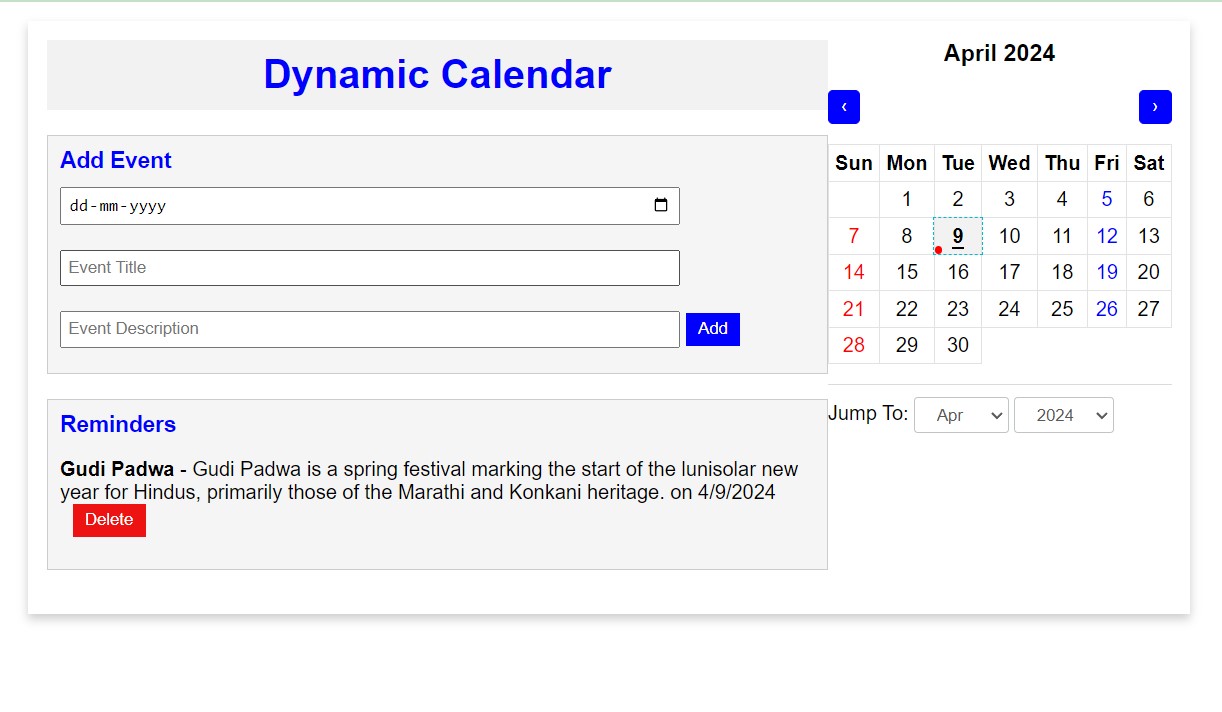 Dynamic Calendar
Add Event
dd-mm-yyyy
Event Title
Event Description Add
Reminders
Gudi Padwa - Gudi Padwa is a spring festival marking the start of the lunisolar new
year for Hindus, primarily those of the Marathi and Konkani heritage. on 4/9/2024
Delete
April 2024
‹ ›
Sun Mon Tue Wed Thu Fri Sat
1 2 3 4 5 6
7 8 9 10 11 12 13
14 15 16 17 18 19 20
21 22 23 24 25 26 27
28 29 30
Jump To: Apr 2024